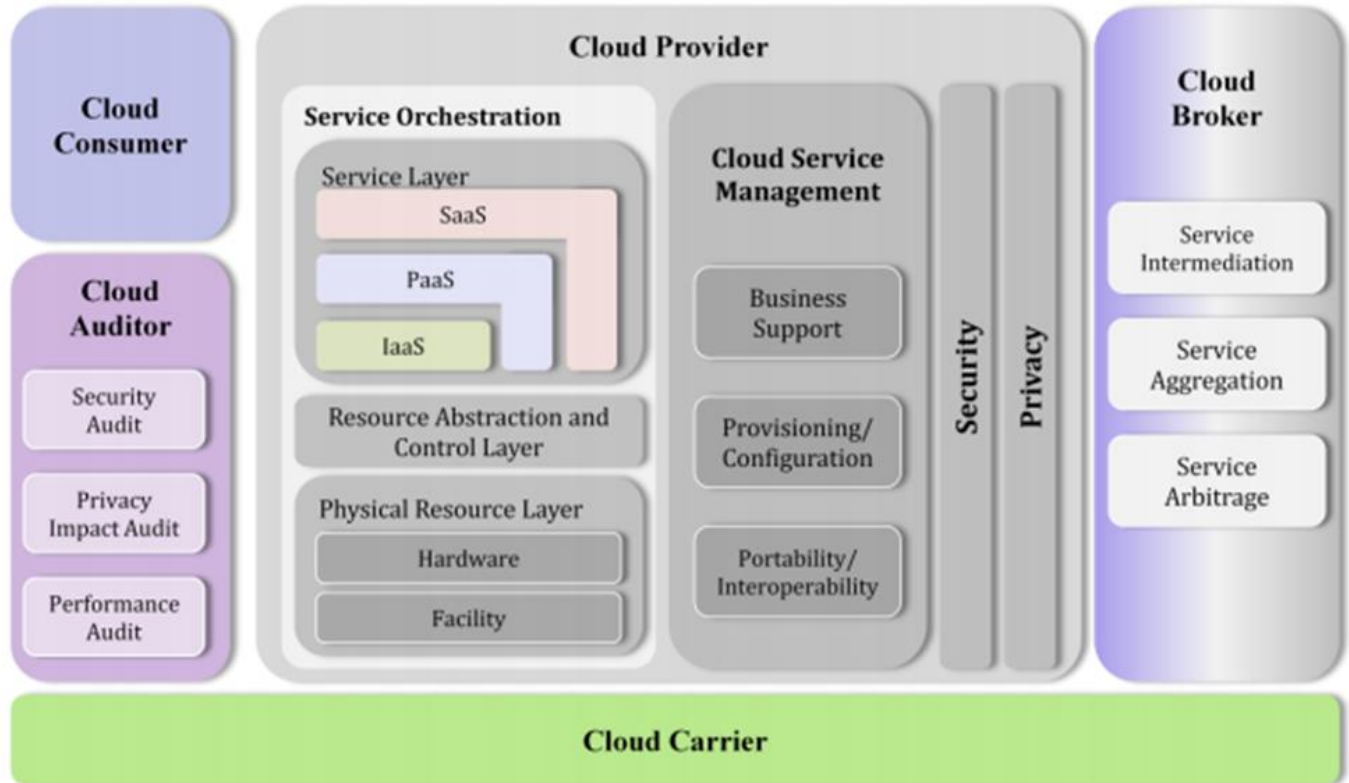 Cloud
Consumer
Cloud
Auditor
Security
Audit
Privacy
Impact Audit
Performance
Audit
Cloud Provider
Service Orchestration
Service Layer
SaaS
PaaS
IaaS
Resource Abstraction and
Control Layer
Physical Resource Layer
Hardware
Facility
Cloud Service
Management
Business
Support
Provisioning/
Configuration
Portability/
Interoperability
Security
Privacy
Cloud
Broker
Service
Intermediation
Service
Aggregation
Service
Arbitrage
Cloud Carrier